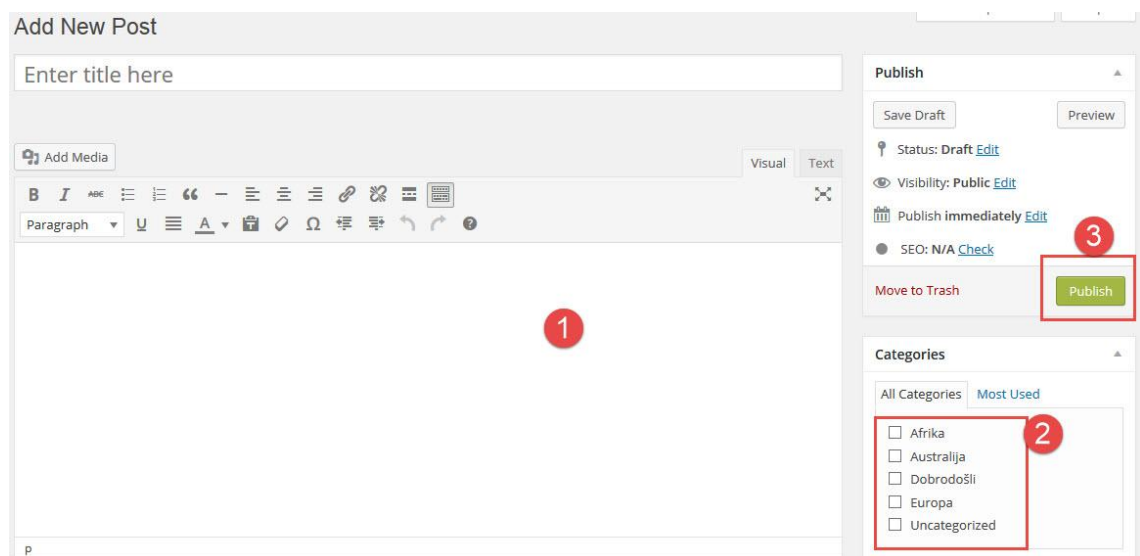 Add New Post
Enter title here
Add Media
Visual Text
B I ABC
Paragraph U A Ω
1
P
Publish
Save Draft Preview
Status: Draft Edit
Visibility: Public Edit
Publish immediately Edit
3
SEO: N/A Check
Move to Trash Publish
Categories
All Categories Most Used
2
Afrika
Australija
Dobrodošli
Europa
Uncategorized